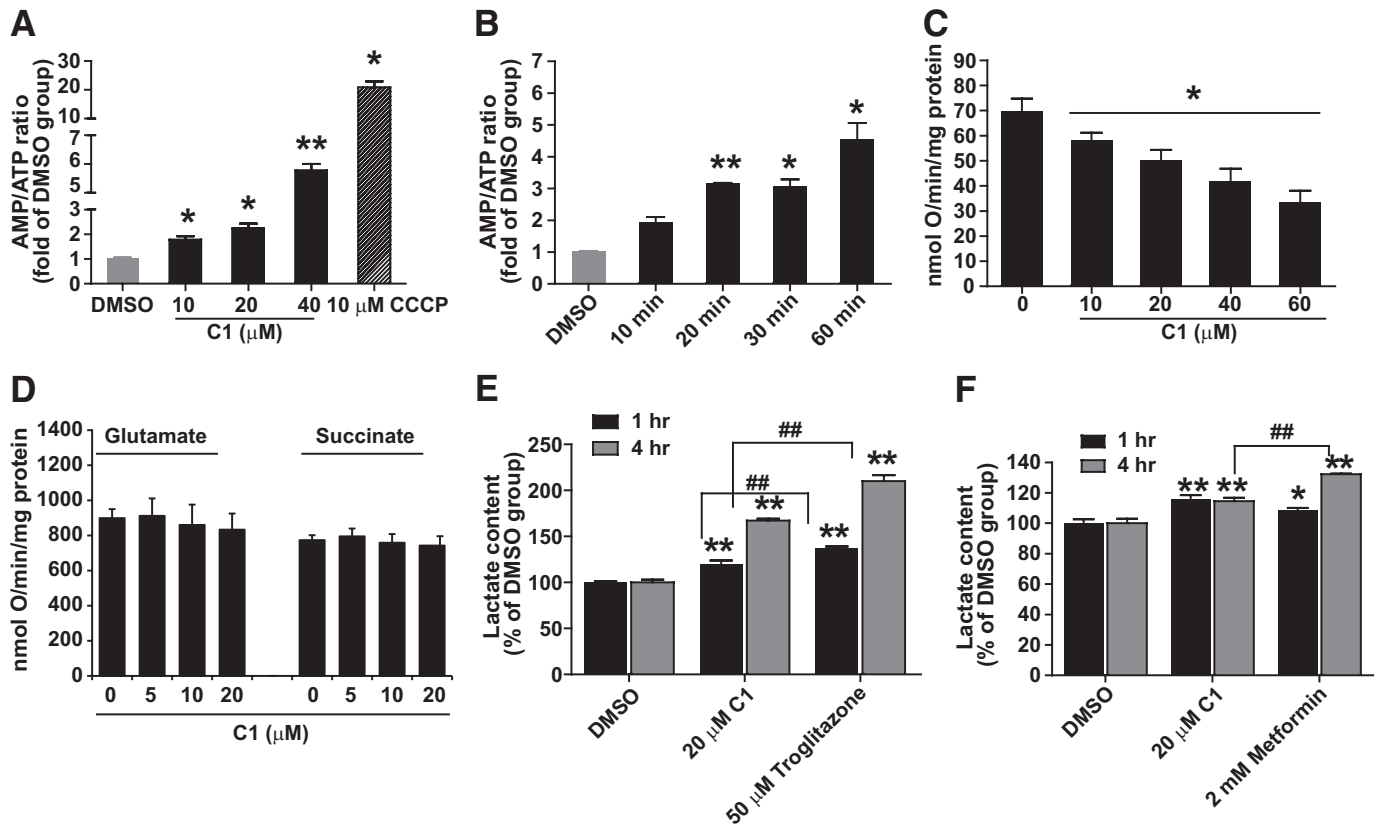 A
AMP/ATP ratio
(fold of DMSO group)
30
20
10
7
6
5
3
2
1
0
*
*
**
*
DMSO
10
20
40
10 μM CCCP
C1 (μM)
B
AMP/ATP ratio
(fold of DMSO group)
7
6
5
4
3
2
1
0
**
*
*
DMSO
10 min
20 min
30 min
60 min
C
nmol O/min/mg protein
90
80
70
60
50
40
30
20
10
0
*
0
10
20
40
60
C1 (μM)
D
nmol O/min/mg protein
1400
1200
1000
800
600
400
200
0
Glutamate
Succinate
0
5
10
20
0
5
10
20
C1 (μM)
E
1 hr
4 hr
Lactate content
(% of DMSO group)
250
200
150
100
50
0
##
##
**
**
**
**
DMSO
20 μM C1
50 μM Troglitazone
F
1 hr
4 hr
Lactate content
(% of DMSO group)
140
120
100
80
60
40
20
0
##
**
**
*
**
DMSO
20 μM C1
2 mM Metformin